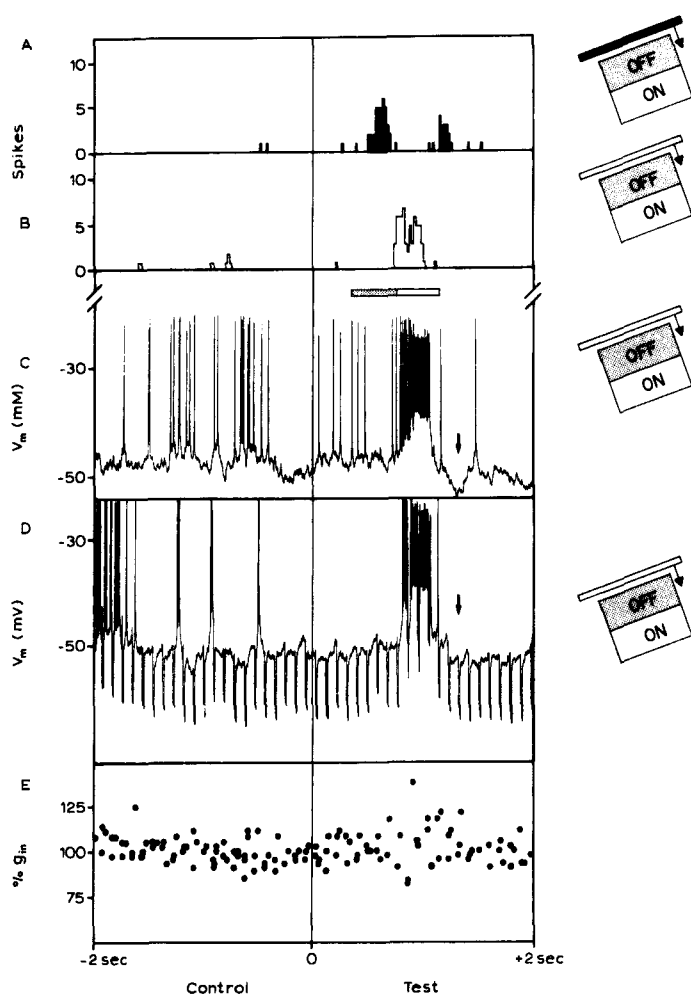 A
10
5
0
Spikes
OFF
ON
B
10
5
0
OFF
ON
C
-30
-50
Vm (mM)
OFF
ON
D
-30
-50
Vm (mV)
OFF
ON
E
125
100
75
% gin
-2 sec
0
+2 sec
Control
Test